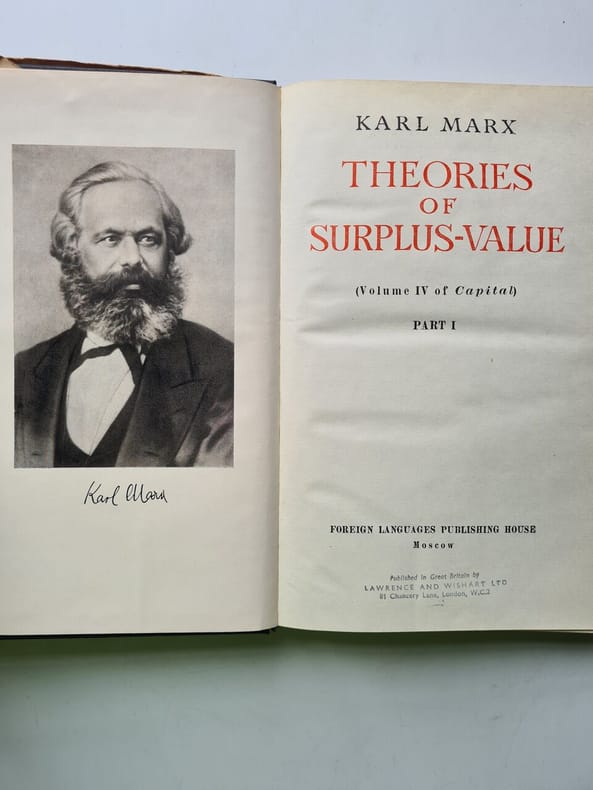 Karl Marx
KARL MARX
THEORIES
OF
SURPLUS-VALUE
(Volume IV of Capital)
PART I
FOREIGN LANGUAGES PUBLISHING HOUSE
Moscow
Published in Great Britain by
LAWRENCE AND WISHART LTD
81 Chancery Lane, London, W.C.2